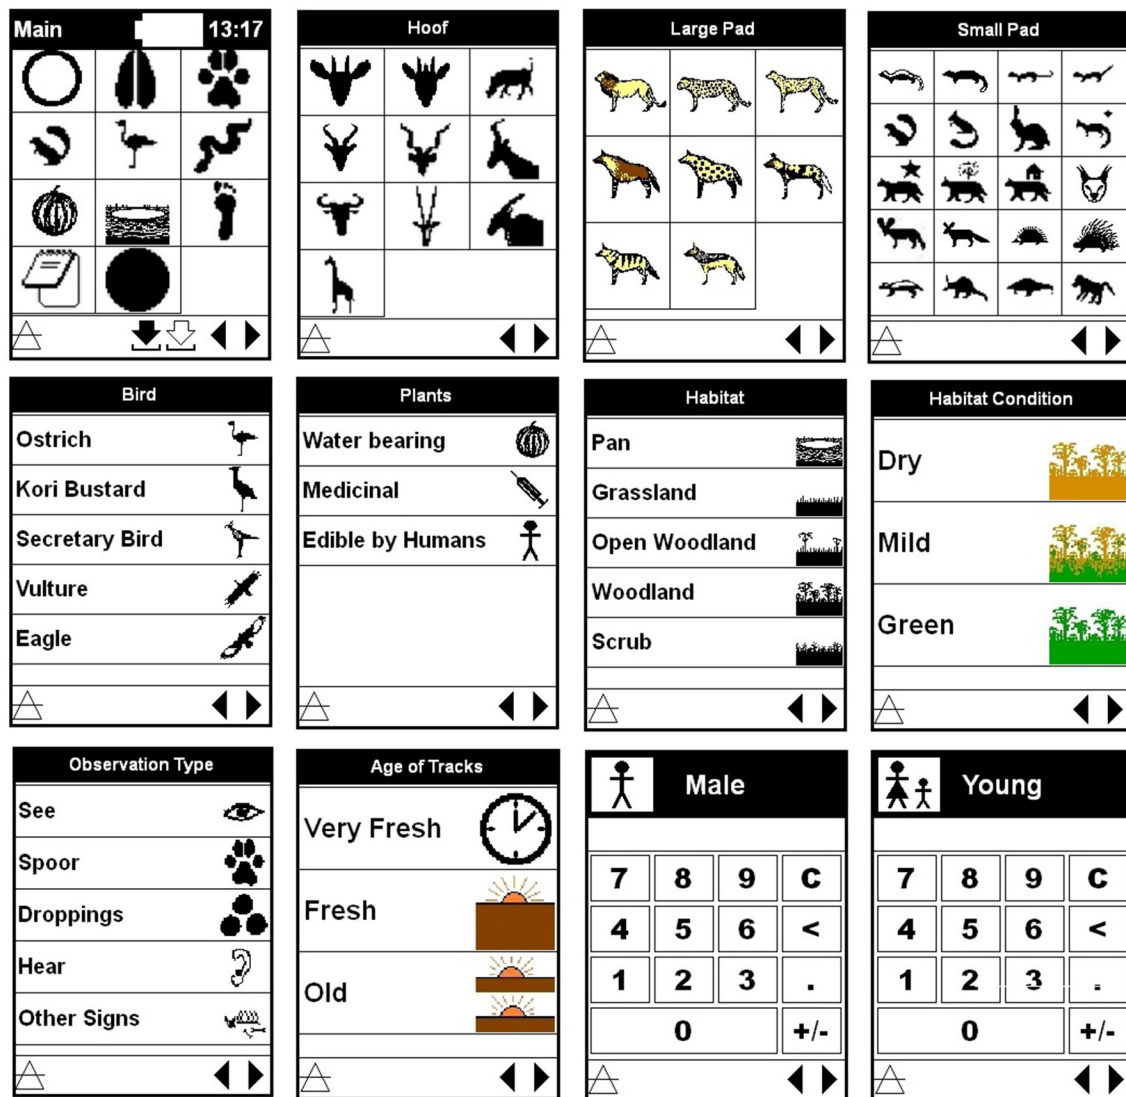 Main 13:17
Hoof
Large Pad
Small Pad
Bird
Ostrich
Kori Bustard
Secretary Bird
Vulture
Eagle
Plants
Water bearing
Medicinal
Edible by Humans
Habitat
Pan
Grassland
Open Woodland
Woodland
Scrub
Habitat Condition
Dry
Mild
Green
Observation Type
See
Spoor
Droppings
Hear
Other Signs
Age of Tracks
Very Fresh
Fresh
Old
Male
7 8 9 C
4 5 6 <
1 2 3 .
0 +/-
Young
7 8 9 C
4 5 6 <
1 2 3 .
0 +/-